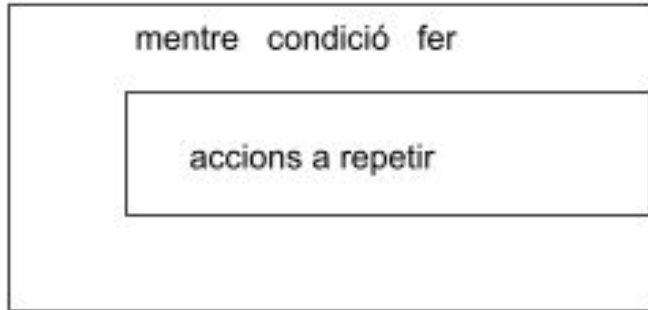 mentre condició fer
accions a repetir